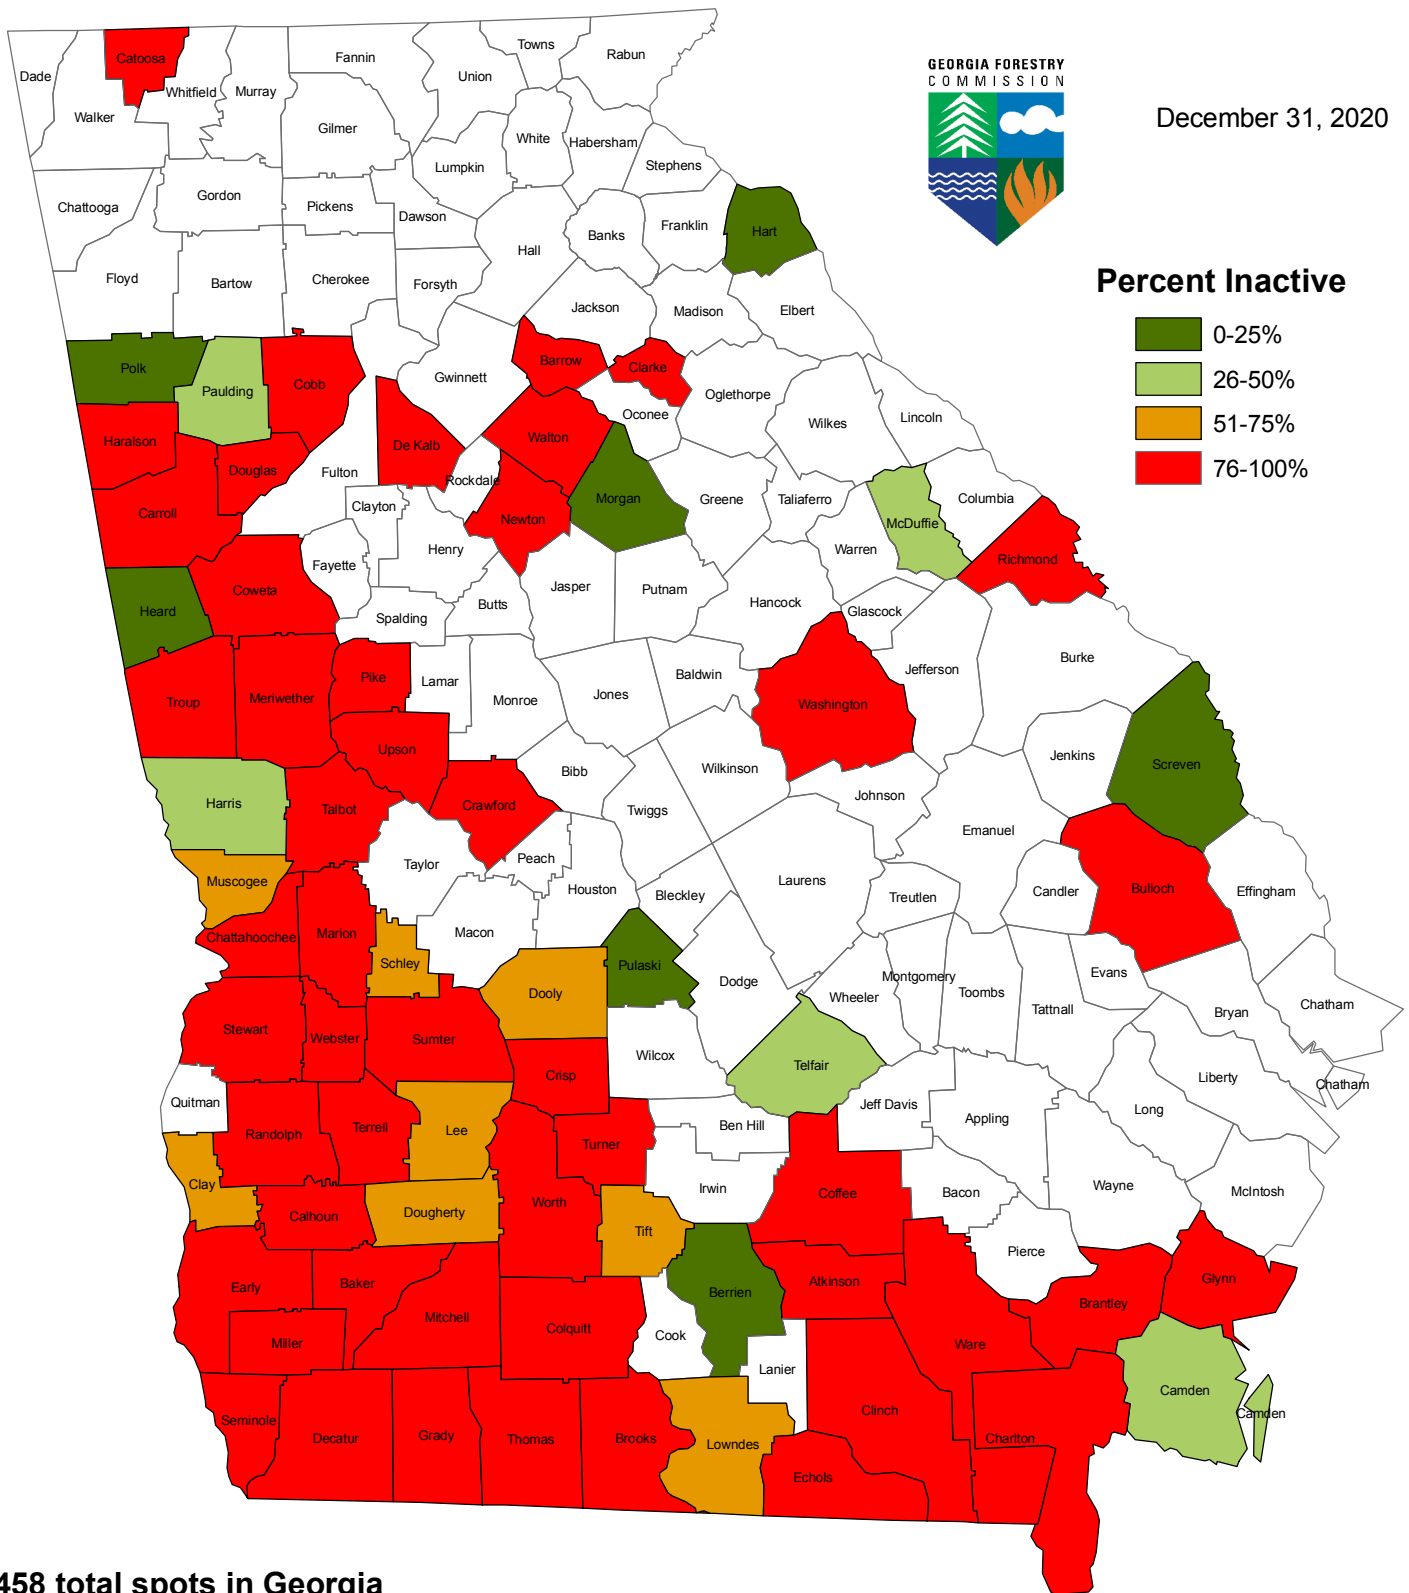 GEORGIA FORESTRY
COMMISSION
December 31, 2020
Percent Inactive
0-25%
26-50%
51-75%
76-100%
Dade
Catoosa
Walker
Whitfield
Murray
Fannin
Gilmer
Union
Towns
Rabun
White
Habersham
Lumpkin
Stephens
Chattooga
Gordon
Pickens
Dawson
Hall
Banks
Franklin
Hart
Floyd
Bartow
Cherokee
Forsyth
Jackson
Madison
Elbert
Polk
Paulding
Cobb
Gwinnett
Barrow
Clarke
Oglethorpe
Oconee
Wilkes
Lincoln
Haralson
Douglas
Fulton
De Kalb
Walton
Rockdale
Morgan
Greene
Taliaferro
McDuffie
Columbia
Carroll
Clayton
Newton
Henry
Fayette
Warren
Richmond
Heard
Coweta
Spalding
Butts
Jasper
Putnam
Hancock
Glascock
Jefferson
Burke
Troup
Meriwether
Pike
Lamar
Monroe
Jones
Baldwin
Washington
Upson
Jenkins
Screven
Harris
Talbot
Crawford
Bibb
Twiggs
Wilkinson
Johnson
Emanuel
Muscogee
Taylor
Peach
Houston
Bleckley
Laurens
Treutlen
Candler
Bulloch
Effingham
Chattahoochee
Marion
Schley
Macon
Dooly
Pulaski
Dodge
Wheeler
Montgomery
Toombs
Tattnall
Evans
Bryan
Chatham
Stewart
Webster
Sumter
Crisp
Wilcox
Telfair
Jeff Davis
Appling
Long
Liberty
Chatham
Quitman
Randolph
Terrell
Lee
Turner
Ben Hill
Irwin
Coffee
Bacon
Wayne
McIntosh
Clay
Calhoun
Dougherty
Worth
Tift
Pierce
Early
Baker
Mitchell
Miller
Colquitt
Cook
Berrien
Atkinson
Ware
Brantley
Glynn
Lanier
Seminole
Decatur
Grady
Thomas
Brooks
Lowndes
Clinch
Echols
Charlton
Camden
Camden
458 total spots in Georgia